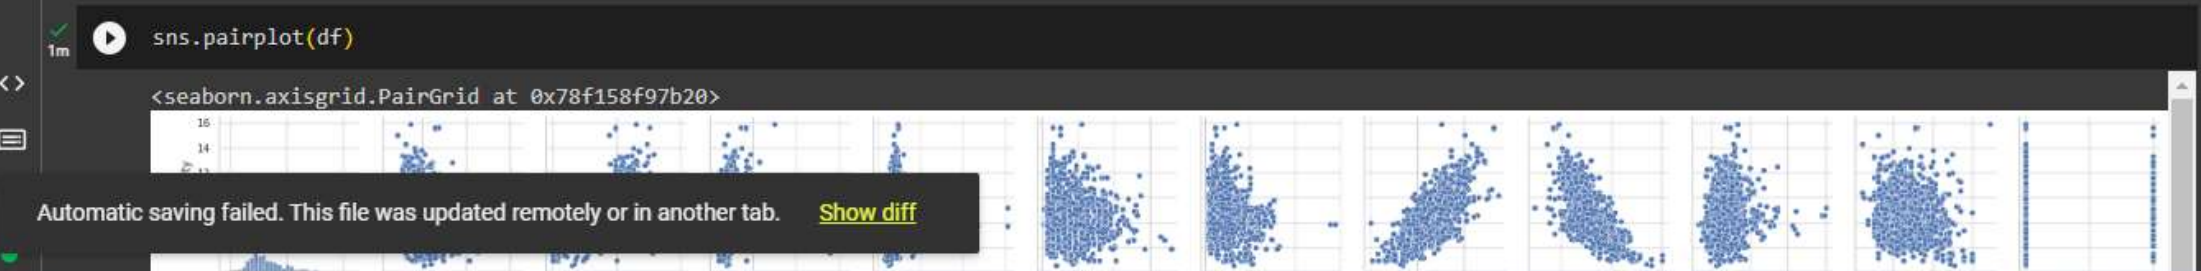 sns.pairplot(df)
1m
<seaborn.axisgrid.PairGrid at 0x78f158f97b20>
16
14
Automatic saving failed. This file was updated remotely or in another tab. Show diff